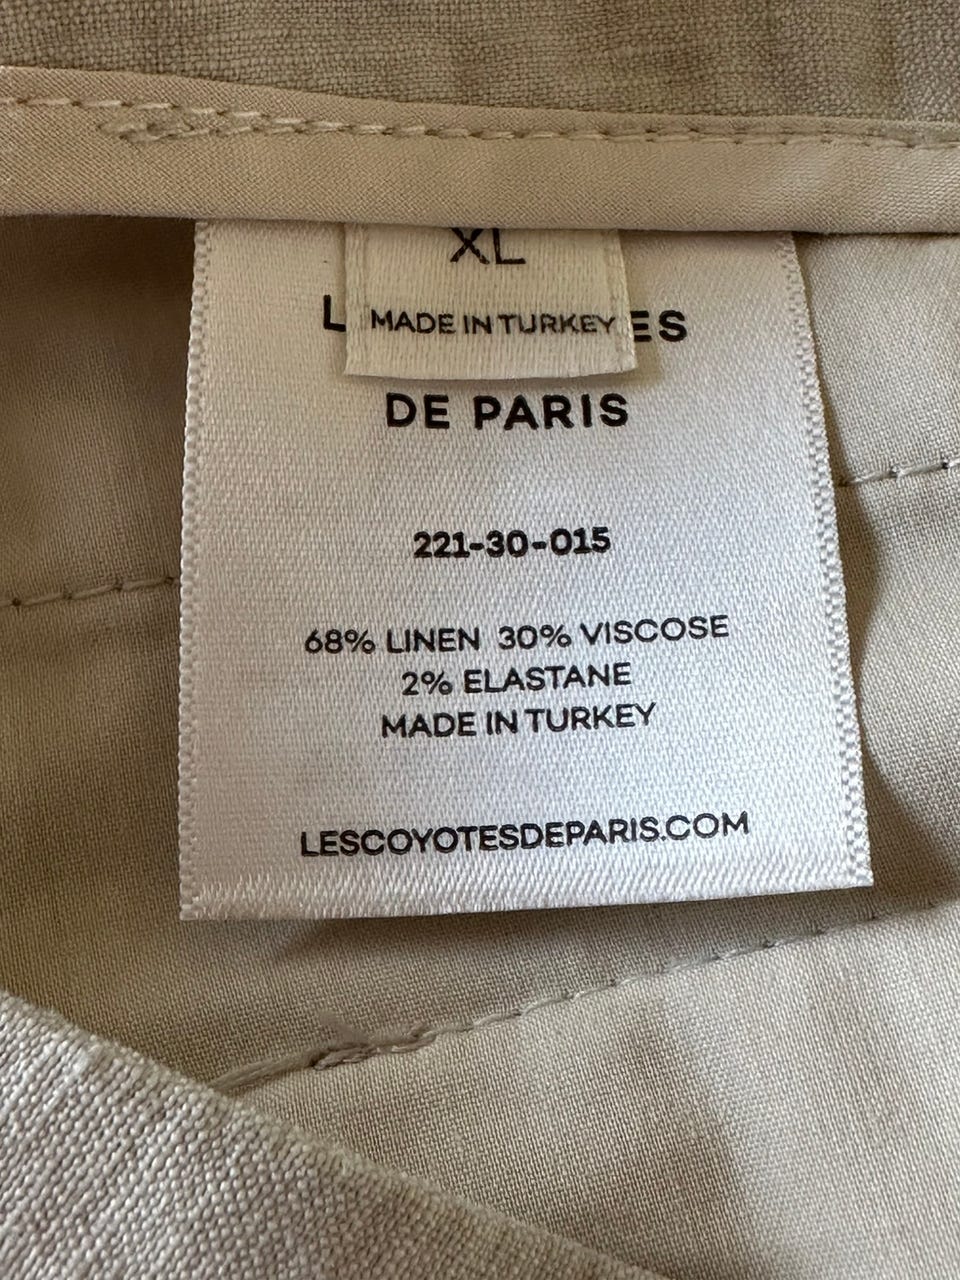 XL
MADE IN TURKEY
L ES
DE PARIS
221-30-015
68% LINEN 30% VISCOSE
2% ELASTANE
MADE IN TURKEY
LESCOYOTESDEPARIS.COM